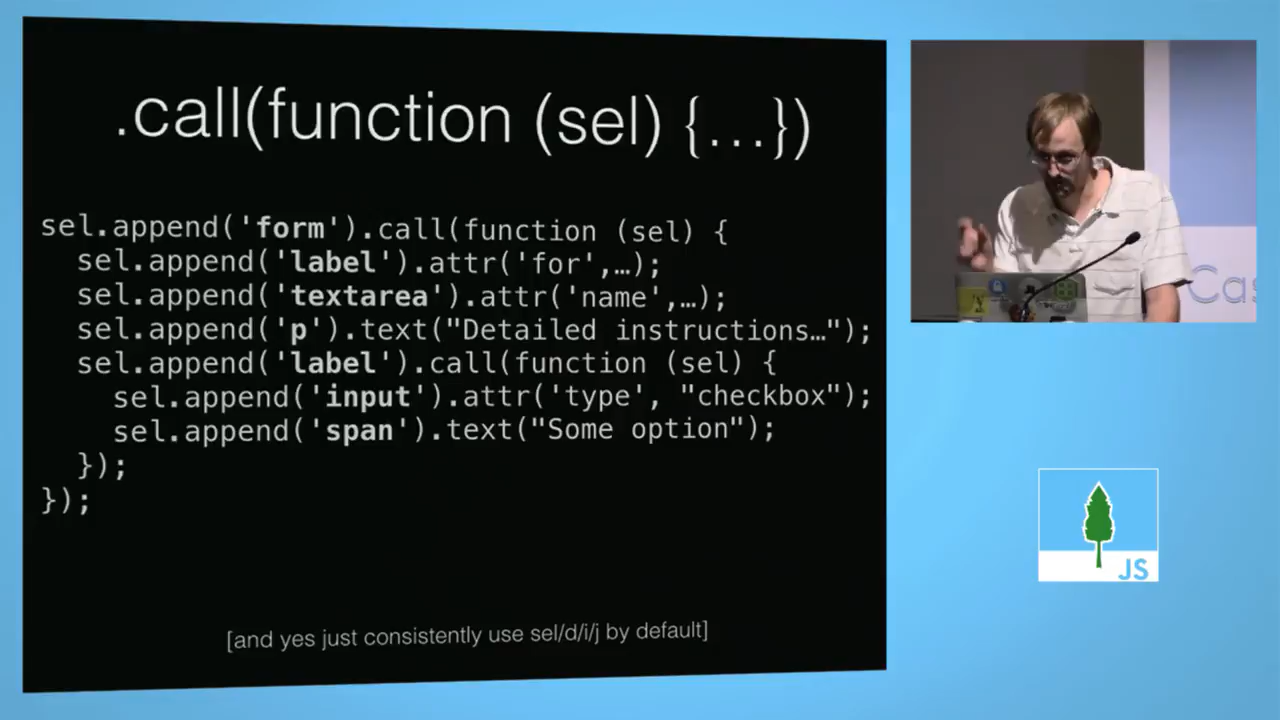 .call(function (sel) {...})
sel.append('form').call(function (sel) {
sel.append('label').attr('for',…);
sel.append('textarea').attr('name',…);
sel.append('p').text("Detailed instructions…");
sel.append('label').call(function (sel) {
sel.append('input').attr('type', "checkbox");
sel.append('span').text("Some option");
});
});
[and yes just consistently use sel/d/i/j by default]
Cas
JS